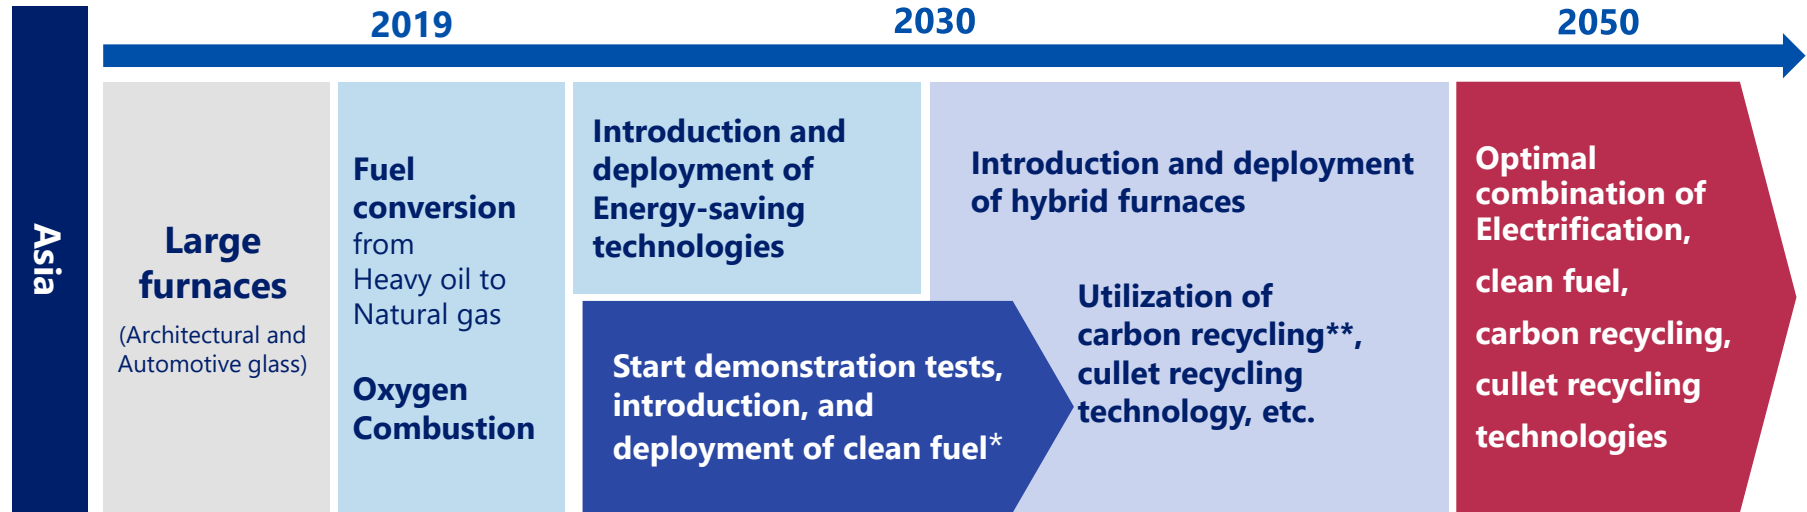 2019
2030
2050
Asia
Large
furnaces
(Architectural and
Automotive glass)
Fuel
conversion
from
Heavy oil to
Natural gas
Oxygen
Combustion
Introduction and
deployment of
Energy-saving
technologies
Start demonstration tests,
introduction, and
deployment of clean fuel*
Introduction and deployment
of hybrid furnaces
Utilization of
carbon recycling**,
cullet recycling
technology, etc.
Optimal
combination of
Electrification,
clean fuel,
carbon recycling,
cullet recycling
technologies